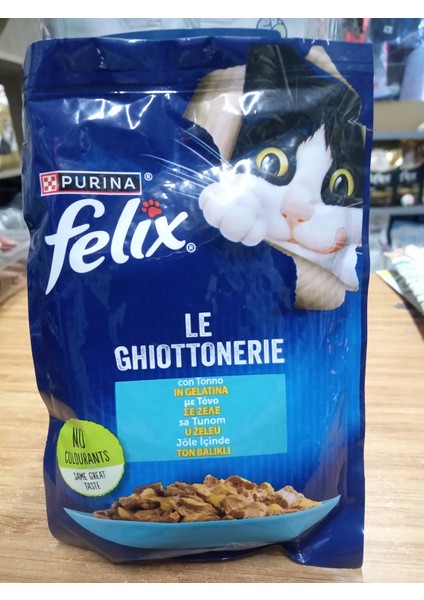 PURINA®
felix®
LE
GHIOTTONERIE
con Tonno
IN GELATINA
με Τόνο
ΣΕ ΖΕΛΕ
sa Tunom
U ŽELEU
Jöle İçinde
TON BALIKLI
NO
COLOURANTS
SAME GREAT
TASTE